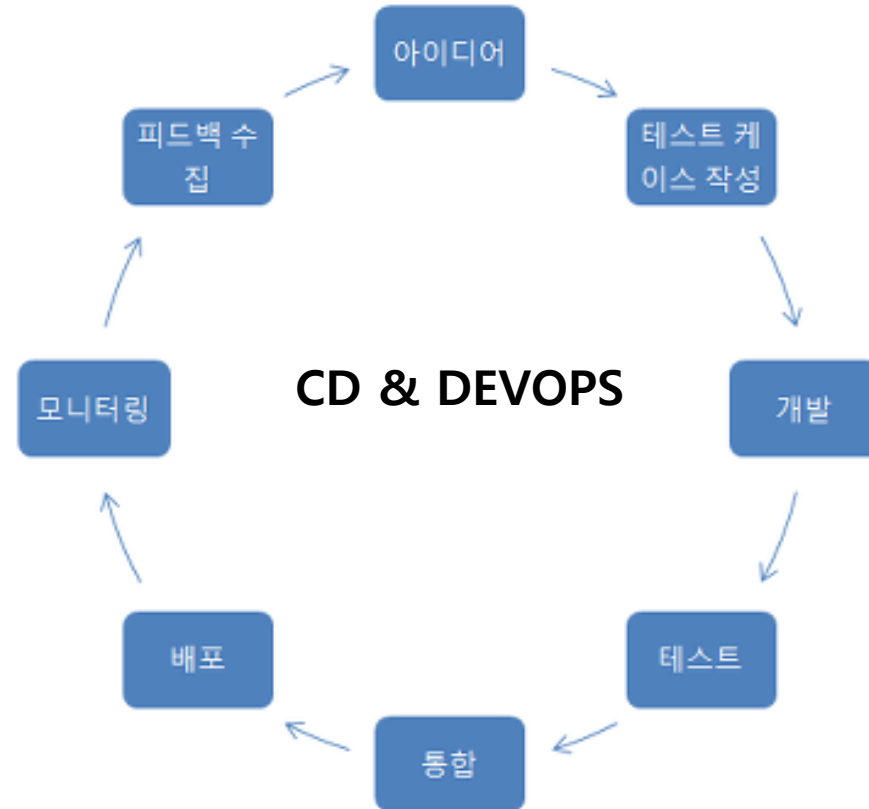 아이디어
테스트 케
이스 작성
개발
테스트
통합
배포
모니터링
피드백 수
집
CD & DEVOPS